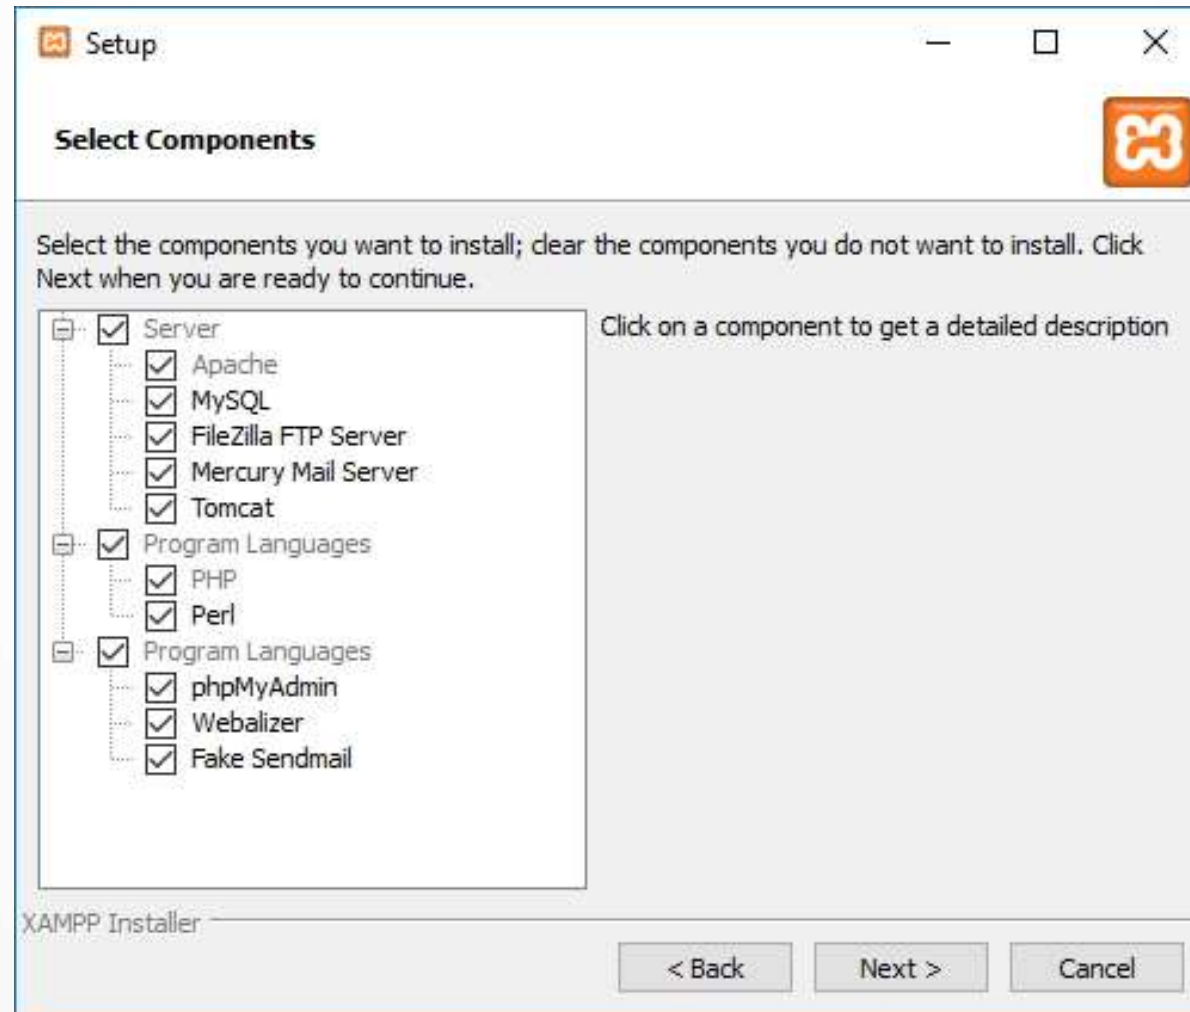 Setup
Select Components
Select the components you want to install; clear the components you do not want to install. Click
Next when you are ready to continue.
Server
Apache
MySQL
FileZilla FTP Server
Mercury Mail Server
Tomcat
Program Languages
PHP
Perl
Program Languages
phpMyAdmin
Webalizer
Fake Sendmail
Click on a component to get a detailed description
XAMPP Installer
< Back
Next >
Cancel